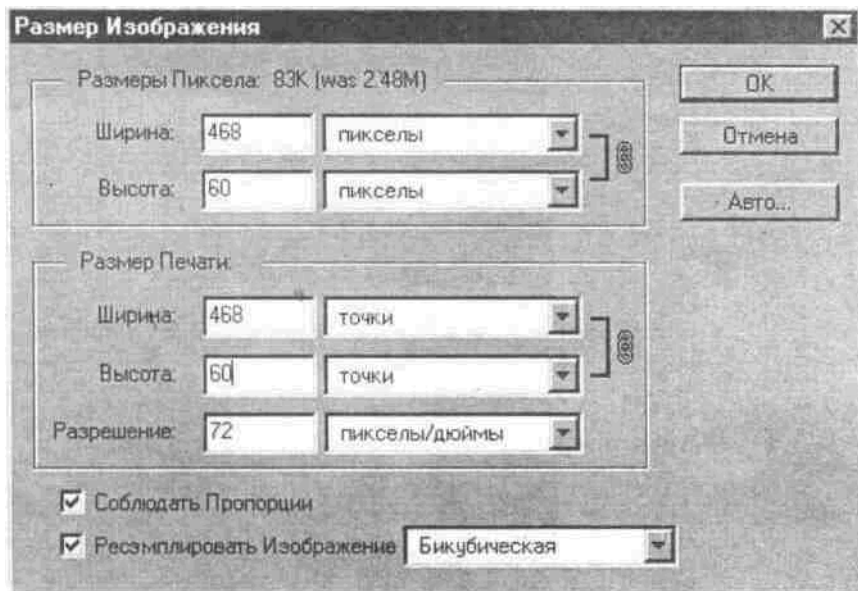 Размер Изображения
Размеры Пиксела: 83K (was 2.48M)
Ширина: 468 пикселы
Высота: 60 пикселы
Размер Печати:
Ширина: 468 точки
Высота: 60 точки
Разрешение: 72 пикселы/дюймы
Соблюдать Пропорции
Ресэмплировать Изображение Бикубическая
OK
Отмена
Авто...